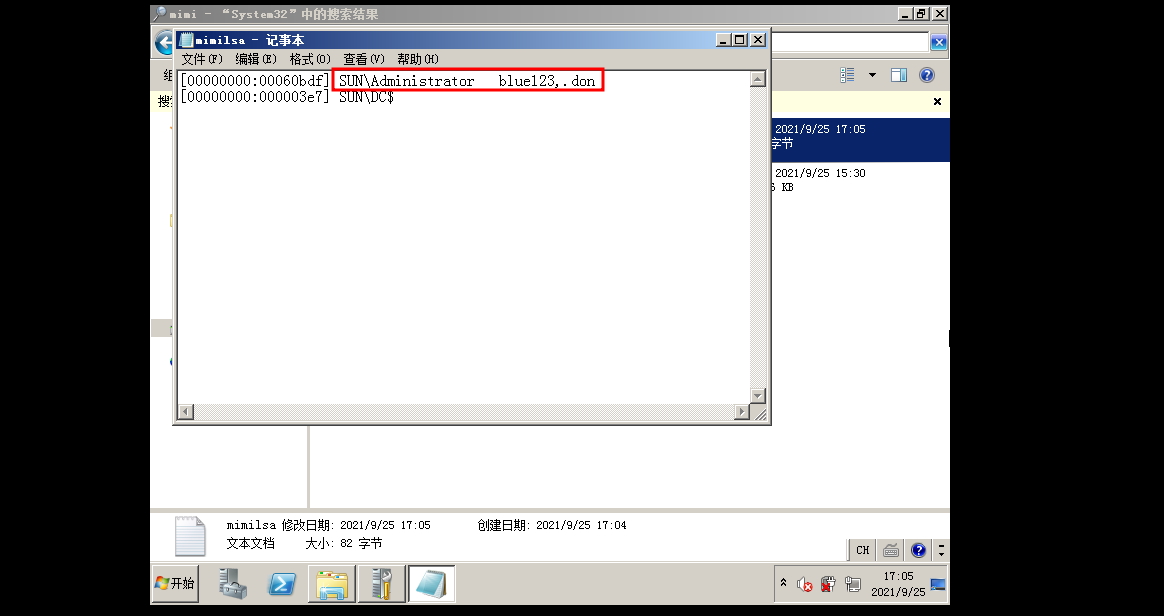 mimi - “System32”中的搜索结果
mimilsa - 记事本
文件(F) 编辑(E) 格式(O) 查看(V) 帮助(H)
[00000000:00060bdf] SUN\Administrator blue123,.don
[00000000:000003e7] SUN\DC$
2021/9/25 17:05
字节
2021/9/25 15:30
KB
mimilsa 修改日期: 2021/9/25 17:05 创建日期: 2021/9/25 17:04
文本文档 大小: 82 字节
CH
开始
17:05
2021/9/25